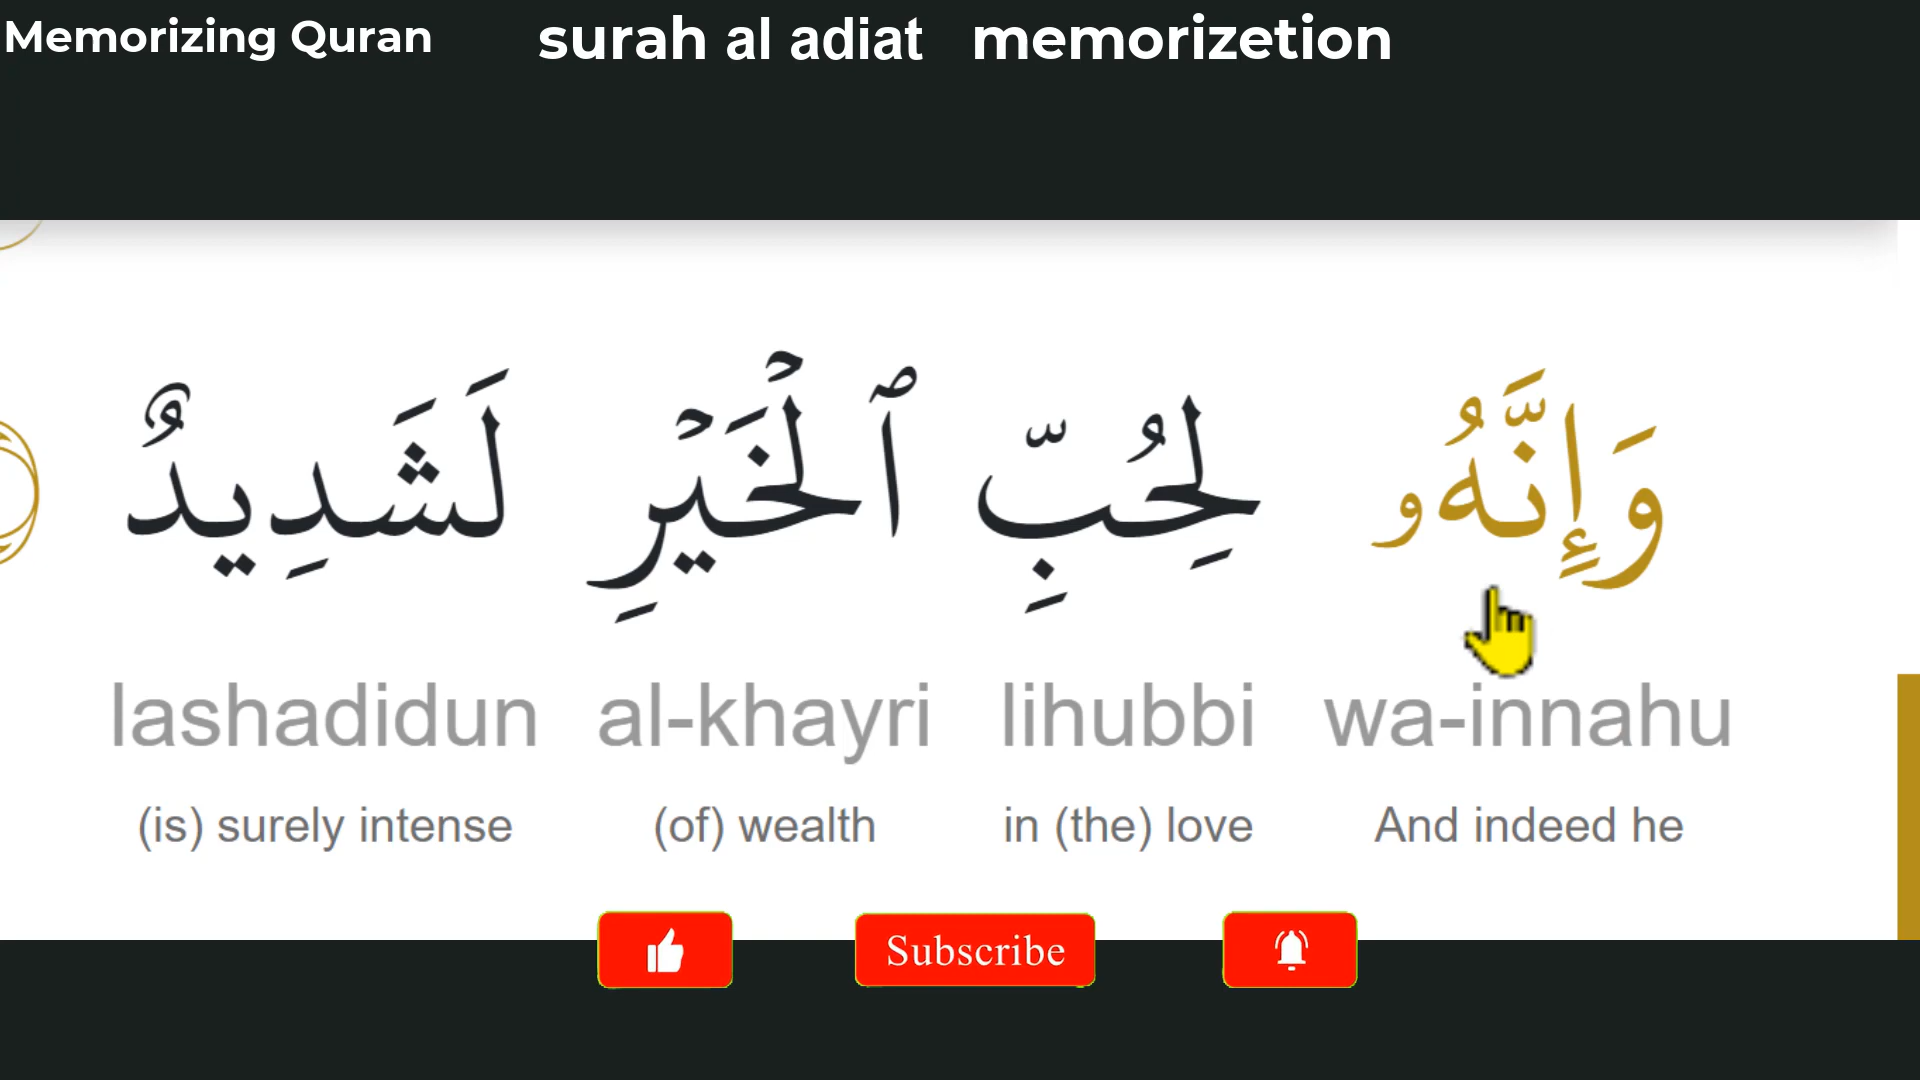 Memorizing Quran surah al adiat memorizetion
وَإِنَّهُۥ لِحُبِّ ٱلْخَيْرِ لَشَدِيدٌ
lashadidun al-khayri lihubbi wa-innahu
(is) surely intense (of) wealth in (the) love And indeed he
Subscribe